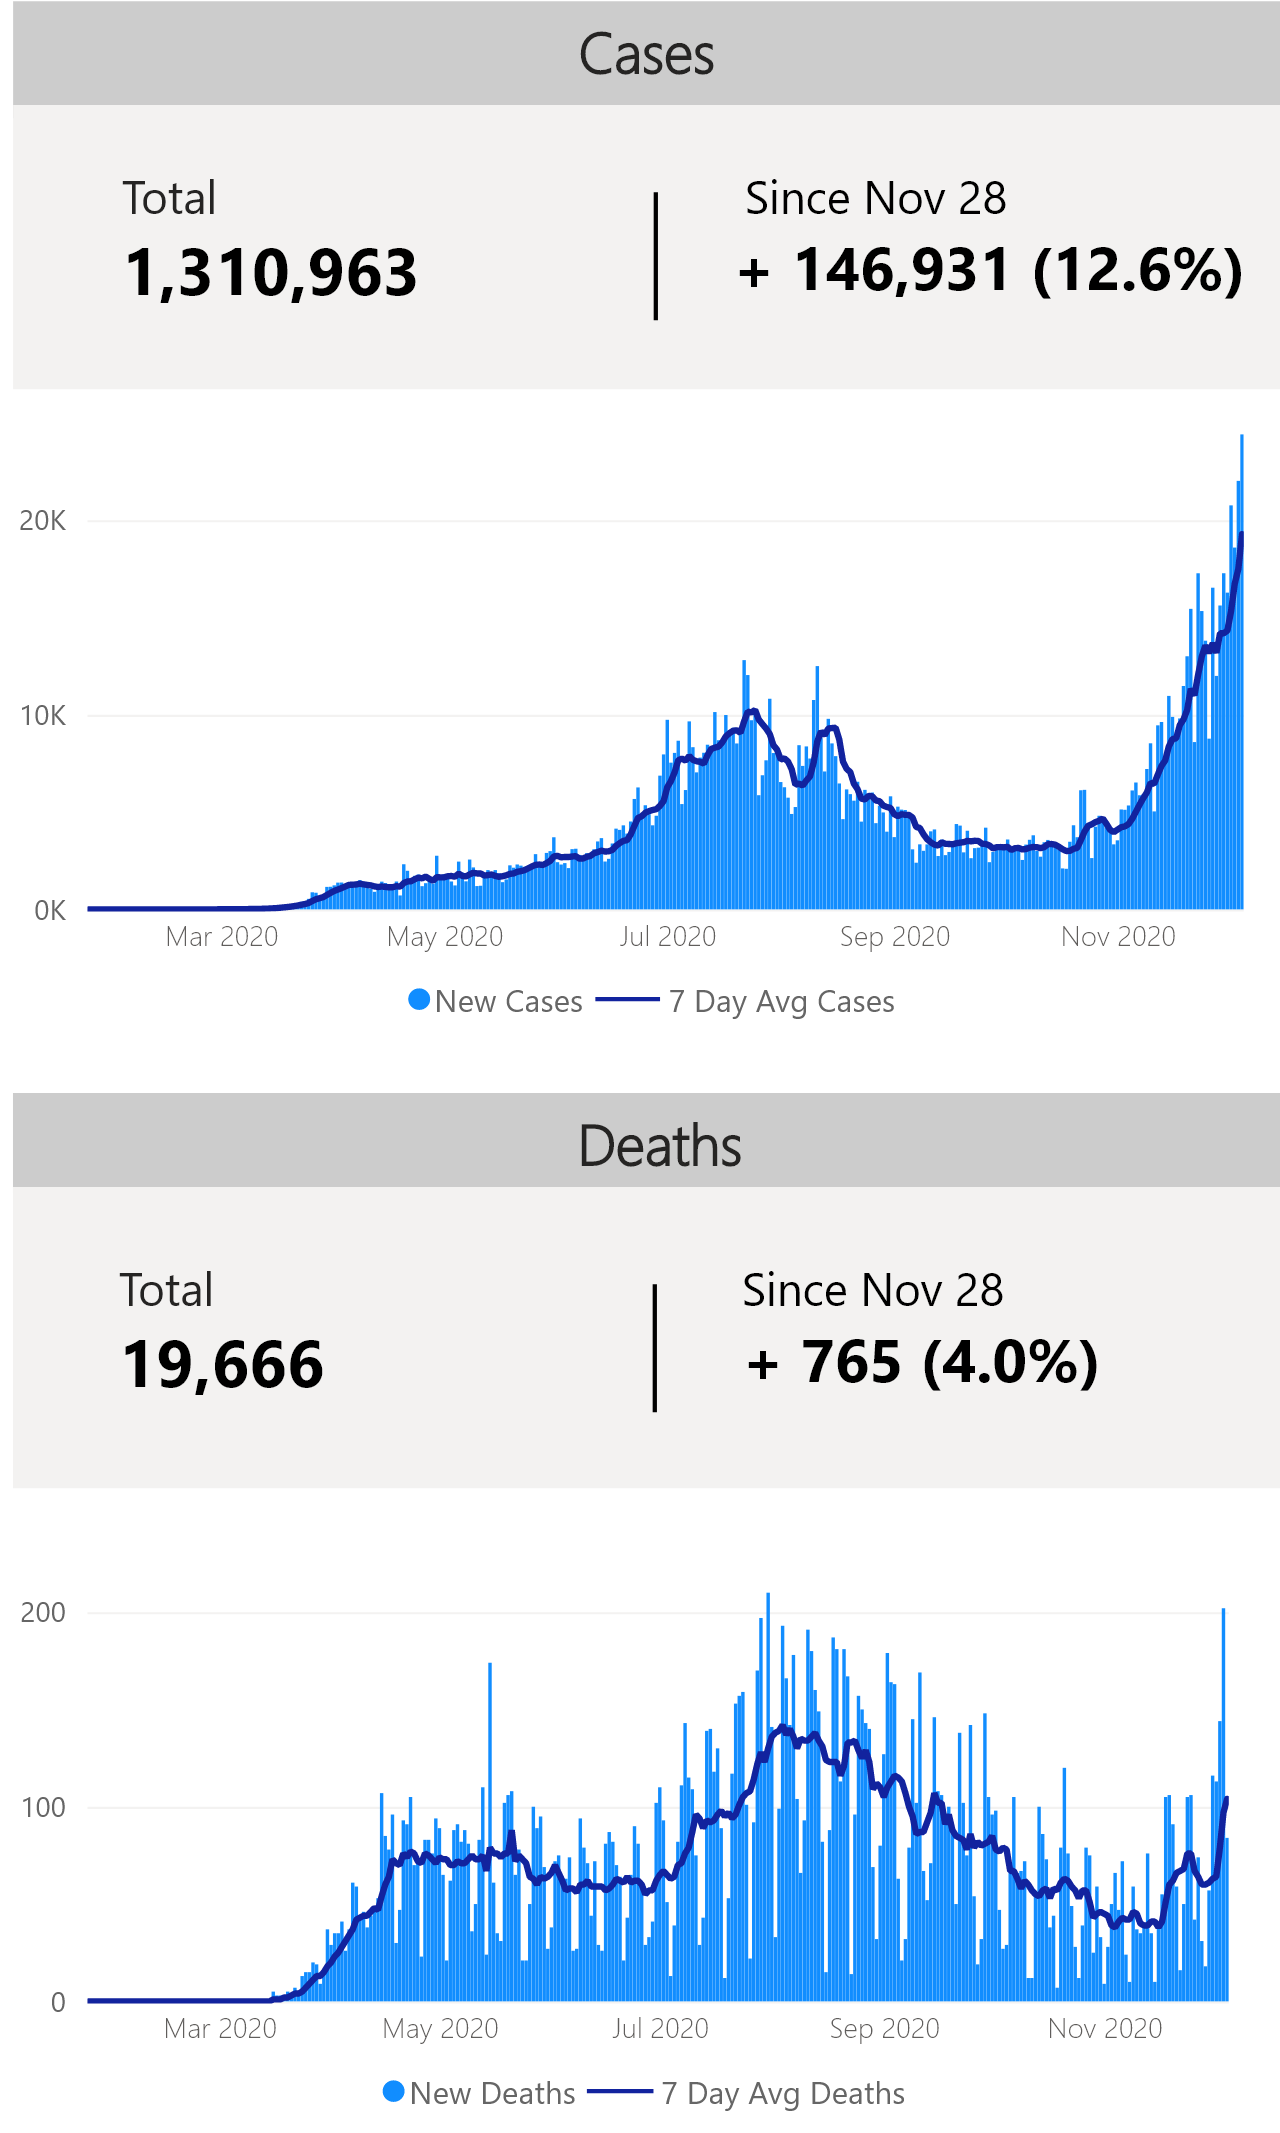 Cases
Total
Since Nov 28
1,310,963
+ 146,931 (12.6%)
20K
10K
0K
Mar 2020 May 2020 Jul 2020 Sep 2020 Nov 2020
New Cases 7 Day Avg Cases
Deaths
Total
Since Nov 28
19,666
+ 765 (4.0%)
200
100
0
Mar 2020 May 2020 Jul 2020 Sep 2020 Nov 2020
New Deaths 7 Day Avg Deaths